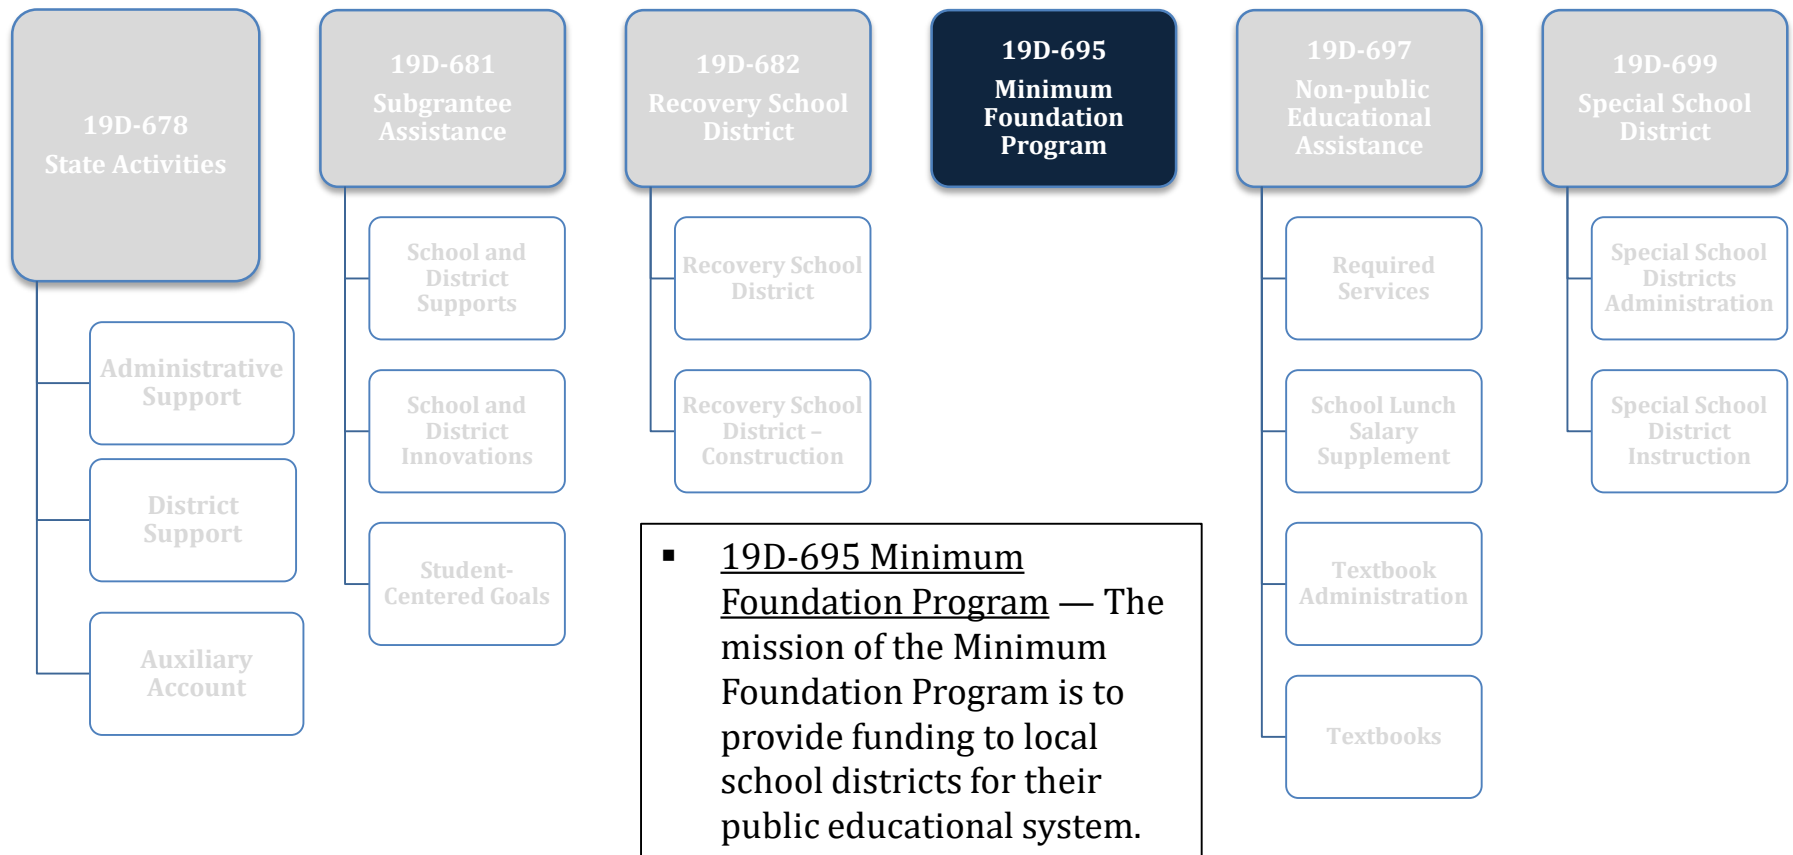 19D-678
State Activities
Administrative
Support
District
Support
Auxiliary
Account
19D-681
Subgrantee
Assistance
School and
District
Supports
School and
District
Innovations
Student-
Centered Goals
19D-682
Recovery School
District
Recovery School
District
Recovery School
District –
Construction
19D-695
Minimum
Foundation
Program
19D-697
Non-public
Educational
Assistance
Required
Services
School Lunch
Salary
Supplement
Textbook
Administration
Textbooks
19D-699
Special School
District
Special School
Districts
Administration
Special School
District
Instruction
▪ 19D-695 Minimum
Foundation Program — The
mission of the Minimum
Foundation Program is to
provide funding to local
school districts for their
public educational system.